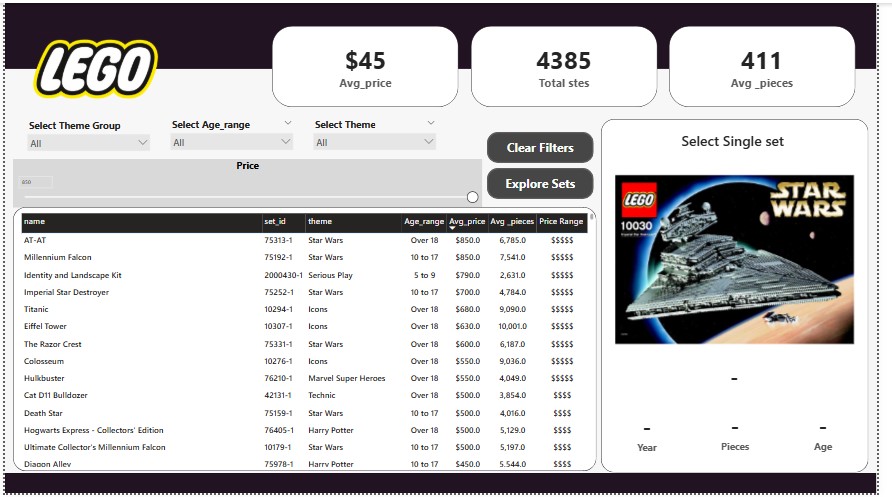 LEGO
$45
Avg_price
4385
Total stes
411
Avg _pieces
Select Theme Group
All
Select Age_range
All
Select Theme
All
Clear Filters
Explore Sets
Price
850
name set_id theme Age_range Avg_price Avg _pieces Price Range
AT-AT 75313-1 Star Wars Over 18 $850.0 6,785.0 $$$$$
Millennium Falcon 75192-1 Star Wars 10 to 17 $850.0 7,541.0 $$$$$
Identity and Landscape Kit 2000430-1 Serious Play 5 to 9 $790.0 2,631.0 $$$$$
Imperial Star Destroyer 75252-1 Star Wars 10 to 17 $700.0 4,784.0 $$$$$
Titanic 10294-1 Icons Over 18 $680.0 9,090.0 $$$$$
Eiffel Tower 10307-1 Icons Over 18 $630.0 10,001.0 $$$$$
The Razor Crest 75331-1 Star Wars Over 18 $600.0 6,187.0 $$$$$
Colosseum 10276-1 Icons Over 18 $550.0 9,036.0 $$$$$
Hulkbuster 76210-1 Marvel Super Heroes Over 18 $550.0 4,049.0 $$$$$
Cat D11 Bulldozer 42131-1 Technic Over 18 $500.0 3,854.0 $$$$
Death Star 75159-1 Star Wars 10 to 17 $500.0 4,016.0 $$$$
Hogwarts Express - Collectors' Edition 76405-1 Harry Potter Over 18 $500.0 5,129.0 $$$$
Ultimate Collector's Millennium Falcon 10179-1 Star Wars 10 to 17 $500.0 5,197.0 $$$$
Diagon Alley 75978-1 Harry Potter 10 to 17 $450.0 5,544.0 $$$$
Select Single set
LEGO
10030
STAR
WARS
-
- - -
Year Pieces Age